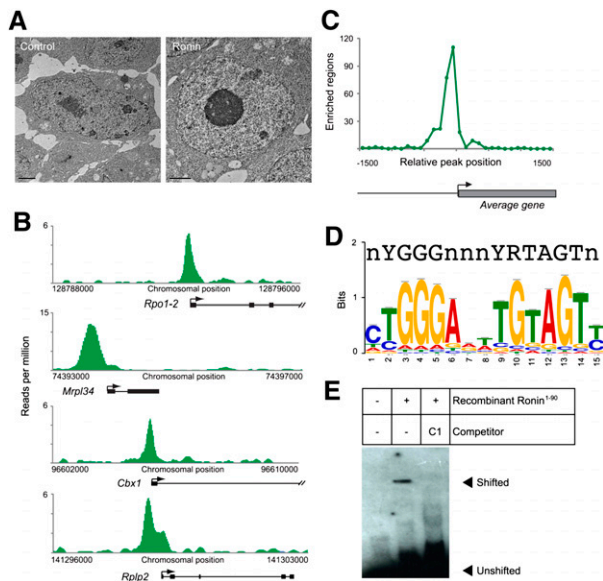 A
Control
Ronin
B
6
128788000
Chromosomal position
128796000
Rpo1-2
15
74393000
Chromosomal position
74397000
Mrpl34
6
96602000
Chromosomal position
96610000
Cbx1
6
141296000
Chromosomal position
141303000
Rplp2
Reads per million
C
120
90
60
30
0
Enriched regions
-1500
Relative peak position
1500
Average gene
D
nYGGGnnnYRTAGTn
2
1
0
Bits
CTGGGAxTTGTAGTt
1 2 3 4 5 6 7 8 9 10 11 12 13 14 15
E
- + + Recombinant Ronin1-90
- - C1 Competitor
Shifted
Unshifted